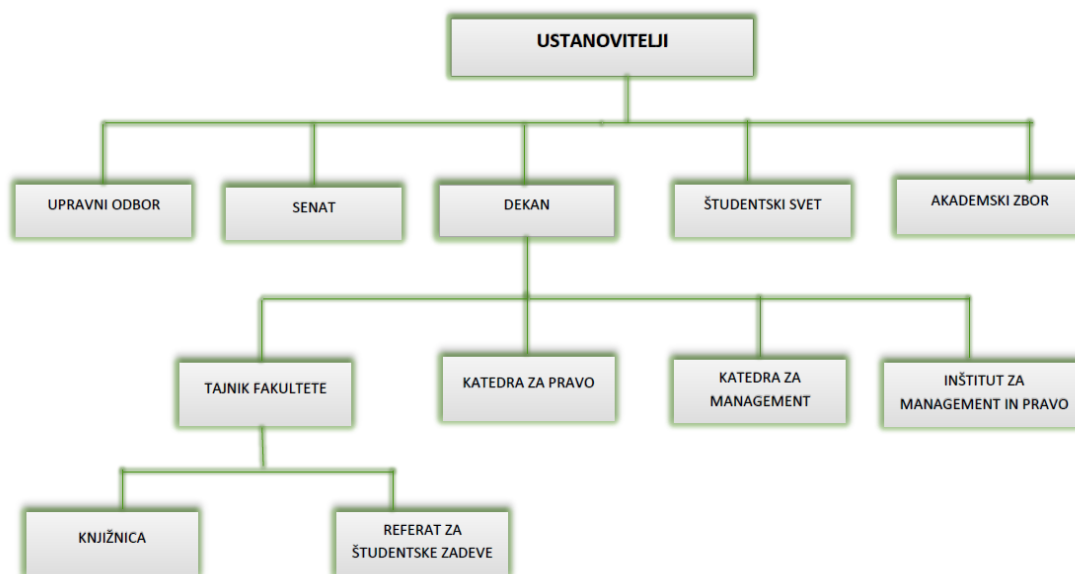 USTANOVITELJI
UPRAVNI ODBOR
SENAT
DEKAN
ŠTUDENTSKI SVET
AKADEMSKI ZBOR
TAJNIK FAKULTETE
KATEDRA ZA PRAVO
KATEDRA ZA
MANAGEMENT
INŠTITUT ZA
MANAGEMENT IN PRAVO
KNJIŽNICA
REFERAT ZA
ŠTUDENTSKE ZADEVE